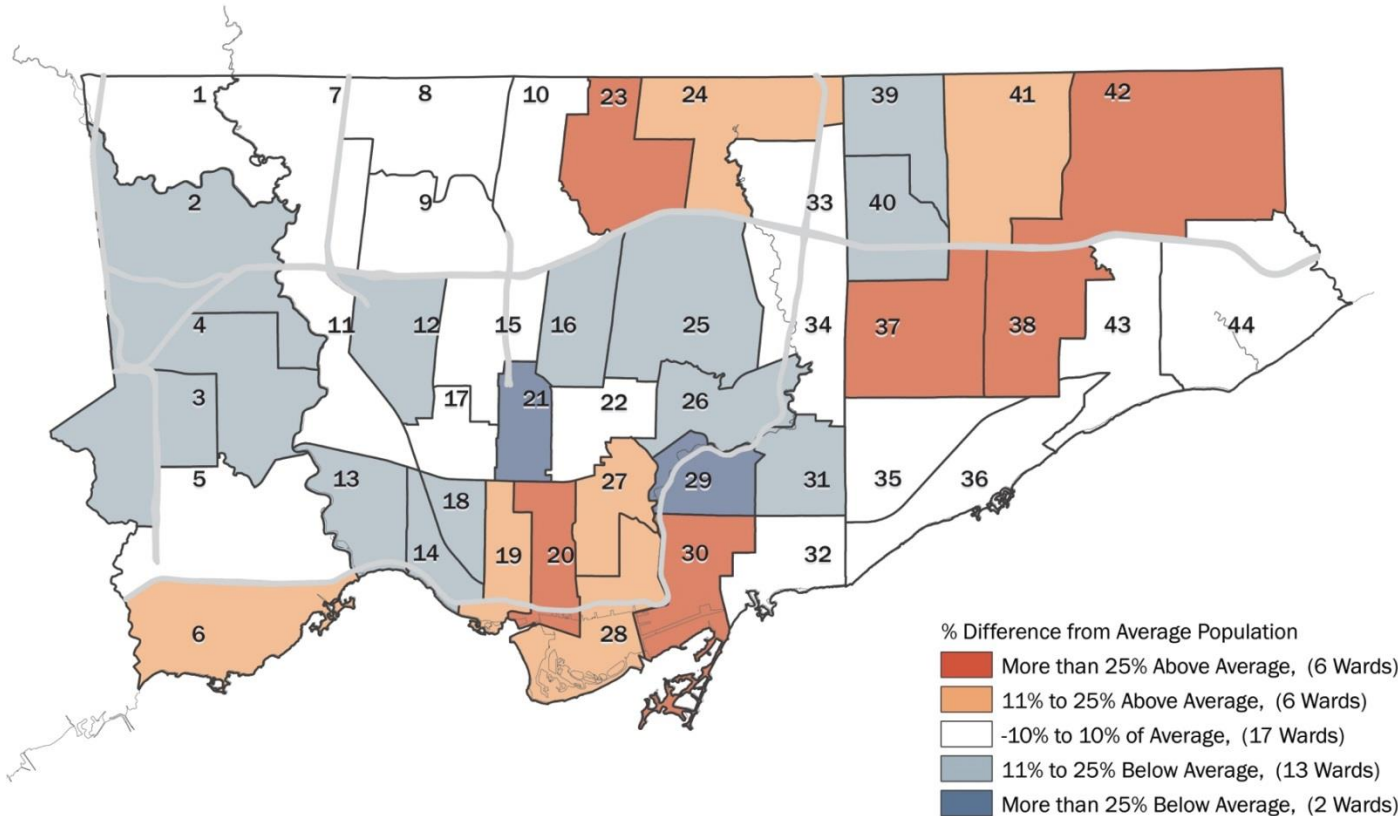 1 7 8 10 23 24 39 41 42
2 9 33 40
4 11 12 15 16 25 34 37 38 43 44
3 17 21 22 26
5 13 18 27 29 31 35 36
14 19 20 30 32
6 28
% Difference from Average Population
More than 25% Above Average, (6 Wards)
11% to 25% Above Average, (6 Wards)
-10% to 10% of Average, (17 Wards)
11% to 25% Below Average, (13 Wards)
More than 25% Below Average, (2 Wards)